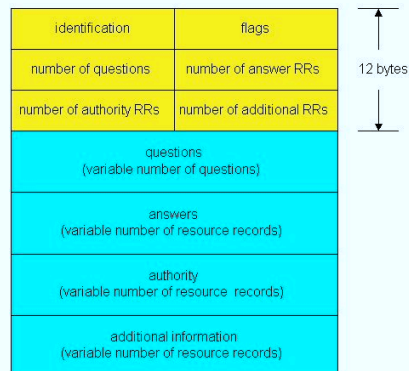 identification
flags
number of questions
number of answer RRs
12 bytes
number of authority RRs
number of additional RRs
questions
(variable number of questions)
answers
(variable number of resource records)
authority
(variable number of resource records)
additional information
(variable number of resource records)